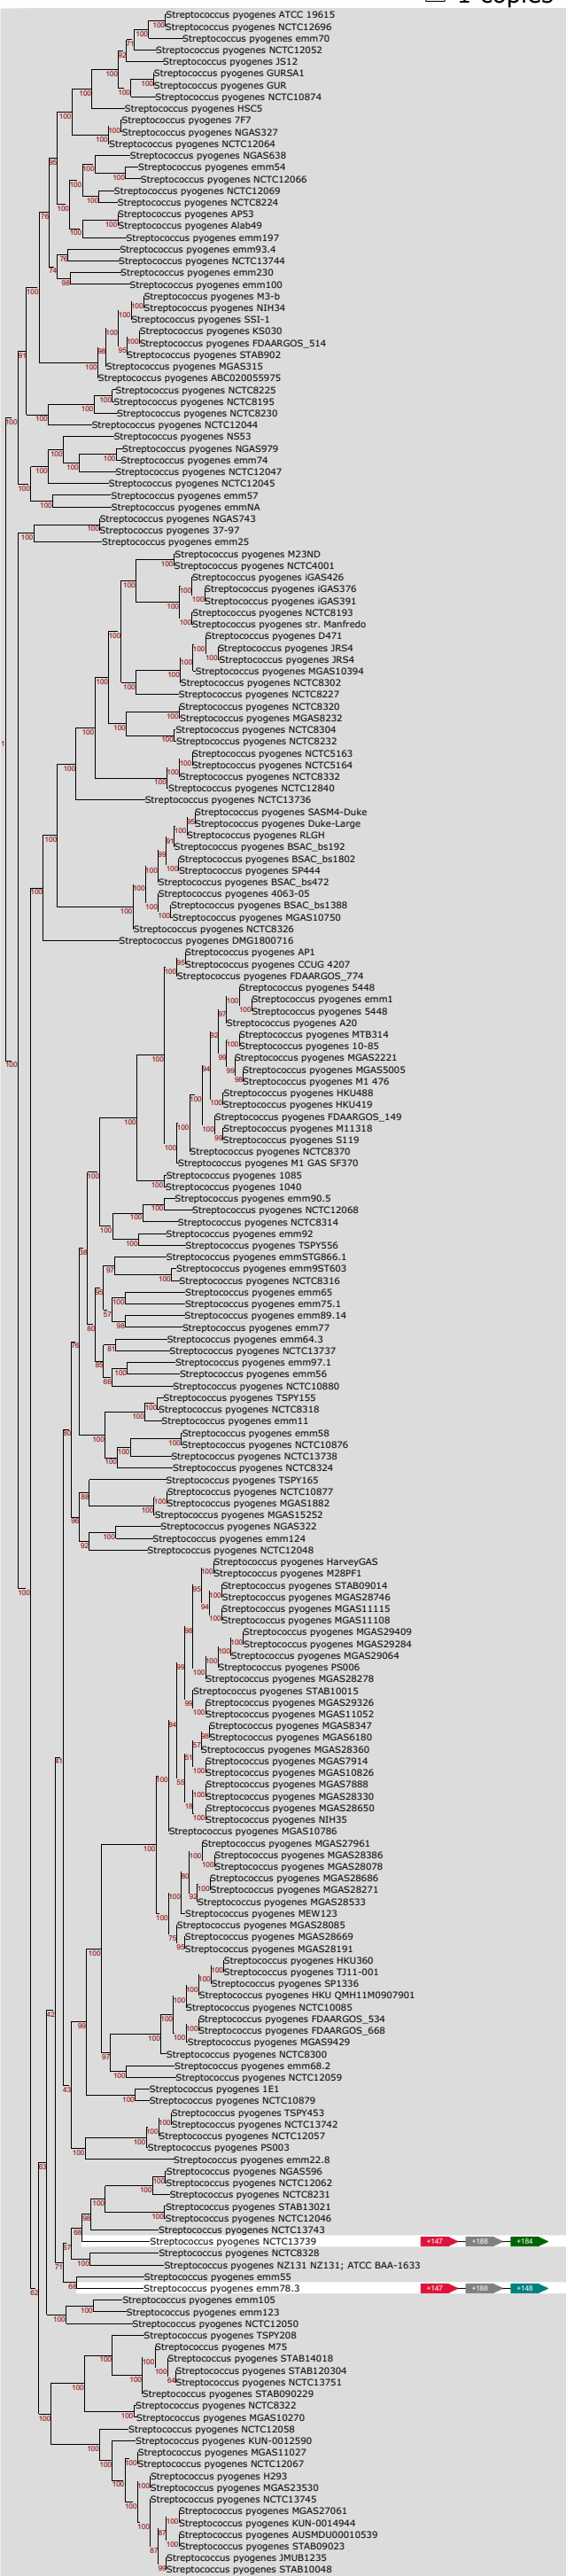 1 copies
Streptococcus pyogenes ATCC 19615
Streptococcus pyogenes NCTC12696
Streptococcus pyogenes emm70
Streptococcus pyogenes NCTC12052
Streptococcus pyogenes JS12
Streptococcus pyogenes GURSA1
Streptococcus pyogenes GUR
Streptococcus pyogenes NCTC10874
Streptococcus pyogenes HSC5
Streptococcus pyogenes 7F7
Streptococcus pyogenes NGAS327
Streptococcus pyogenes NCTC12064
Streptococcus pyogenes NGAS638
Streptococcus pyogenes emm54
Streptococcus pyogenes NCTC12066
Streptococcus pyogenes NCTC12069
Streptococcus pyogenes NCTC8224
Streptococcus pyogenes AP53
Streptococcus pyogenes Alab49
Streptococcus pyogenes emm197
Streptococcus pyogenes emm93.4
Streptococcus pyogenes NCTC13744
Streptococcus pyogenes emm230
Streptococcus pyogenes emm100
Streptococcus pyogenes M3-b
Streptococcus pyogenes NIH34
Streptococcus pyogenes SSI-1
Streptococcus pyogenes KS030
Streptococcus pyogenes FDAARGOS_514
Streptococcus pyogenes STAB902
Streptococcus pyogenes MGAS315
Streptococcus pyogenes ABC020055975
Streptococcus pyogenes NCTC8225
Streptococcus pyogenes NCTC8195
Streptococcus pyogenes NCTC8230
Streptococcus pyogenes NCTC12044
Streptococcus pyogenes NS53
Streptococcus pyogenes NGAS979
Streptococcus pyogenes emm74
Streptococcus pyogenes NCTC12047
Streptococcus pyogenes NCTC12045
Streptococcus pyogenes emm57
Streptococcus pyogenes emmNA
Streptococcus pyogenes NGAS743
Streptococcus pyogenes 37-97
Streptococcus pyogenes emm25
Streptococcus pyogenes M23ND
Streptococcus pyogenes NCTC4001
Streptococcus pyogenes iGAS426
Streptococcus pyogenes iGAS376
Streptococcus pyogenes iGAS391
Streptococcus pyogenes NCTC8193
Streptococcus pyogenes str. Manfredo
Streptococcus pyogenes D471
Streptococcus pyogenes JRS4
Streptococcus pyogenes JRS4
Streptococcus pyogenes MGAS10394
Streptococcus pyogenes NCTC8302
Streptococcus pyogenes NCTC8227
Streptococcus pyogenes NCTC8320
Streptococcus pyogenes MGAS8232
Streptococcus pyogenes NCTC8304
Streptococcus pyogenes NCTC8232
Streptococcus pyogenes NCTC5163
Streptococcus pyogenes NCTC5164
Streptococcus pyogenes NCTC8332
Streptococcus pyogenes NCTC12840
Streptococcus pyogenes NCTC13736
Streptococcus pyogenes SASM4-Duke
Streptococcus pyogenes Duke-Large
Streptococcus pyogenes RLGH
Streptococcus pyogenes BSAC_bs192
Streptococcus pyogenes BSAC_bs1802
Streptococcus pyogenes SP444
Streptococcus pyogenes BSAC_bs472
Streptococcus pyogenes 4063-05
Streptococcus pyogenes BSAC_bs1388
Streptococcus pyogenes MGAS10750
Streptococcus pyogenes NCTC8326
Streptococcus pyogenes DMG1800716
Streptococcus pyogenes AP1
Streptococcus pyogenes CCUG 4207
Streptococcus pyogenes FDAARGOS_774
Streptococcus pyogenes 5448
Streptococcus pyogenes emm1
Streptococcus pyogenes 5448
Streptococcus pyogenes A20
Streptococcus pyogenes MTB314
Streptococcus pyogenes 10-85
Streptococcus pyogenes MGAS2221
Streptococcus pyogenes MGAS5005
Streptococcus pyogenes M1 476
Streptococcus pyogenes HKU488
Streptococcus pyogenes HKU419
Streptococcus pyogenes FDAARGOS_149
Streptococcus pyogenes M11318
Streptococcus pyogenes S119
Streptococcus pyogenes NCTC8370
Streptococcus pyogenes M1 GAS SF370
Streptococcus pyogenes 1085
Streptococcus pyogenes 1040
Streptococcus pyogenes emm90.5
Streptococcus pyogenes NCTC12068
Streptococcus pyogenes NCTC8314
Streptococcus pyogenes emm92
Streptococcus pyogenes TSPY556
Streptococcus pyogenes emmSTG866.1
Streptococcus pyogenes emm9ST603
Streptococcus pyogenes NCTC8316
Streptococcus pyogenes emm65
Streptococcus pyogenes emm75.1
Streptococcus pyogenes emm89.14
Streptococcus pyogenes emm77
Streptococcus pyogenes emm64.3
Streptococcus pyogenes NCTC13737
Streptococcus pyogenes emm97.1
Streptococcus pyogenes emm56
Streptococcus pyogenes NCTC10880
Streptococcus pyogenes TSPY155
Streptococcus pyogenes NCTC8318
Streptococcus pyogenes emm11
Streptococcus pyogenes emm58
Streptococcus pyogenes NCTC10876
Streptococcus pyogenes NCTC13738
Streptococcus pyogenes NCTC8324
Streptococcus pyogenes TSPY165
Streptococcus pyogenes NCTC10877
Streptococcus pyogenes MGAS1882
Streptococcus pyogenes MGAS15252
Streptococcus pyogenes NGAS322
Streptococcus pyogenes emm124
Streptococcus pyogenes NCTC12048
Streptococcus pyogenes HarveyGAS
Streptococcus pyogenes M28PF1
Streptococcus pyogenes STAB09014
Streptococcus pyogenes MGAS28746
Streptococcus pyogenes MGAS11115
Streptococcus pyogenes MGAS11108
Streptococcus pyogenes MGAS29409
Streptococcus pyogenes MGAS29284
Streptococcus pyogenes MGAS29064
Streptococcus pyogenes PS006
Streptococcus pyogenes MGAS28278
Streptococcus pyogenes STAB10015
Streptococcus pyogenes MGAS29326
Streptococcus pyogenes MGAS11052
Streptococcus pyogenes MGAS8347
Streptococcus pyogenes MGAS6180
Streptococcus pyogenes MGAS28360
Streptococcus pyogenes MGAS7914
Streptococcus pyogenes MGAS10826
Streptococcus pyogenes MGAS7888
Streptococcus pyogenes MGAS28330
Streptococcus pyogenes MGAS28650
Streptococcus pyogenes NIH35
Streptococcus pyogenes MGAS10786
Streptococcus pyogenes MGAS27961
Streptococcus pyogenes MGAS28386
Streptococcus pyogenes MGAS28078
Streptococcus pyogenes MGAS28686
Streptococcus pyogenes MGAS28271
Streptococcus pyogenes MGAS28533
Streptococcus pyogenes MEW123
Streptococcus pyogenes MGAS28085
Streptococcus pyogenes MGAS28669
Streptococcus pyogenes MGAS28191
Streptococcus pyogenes HKU360
Streptococcus pyogenes TJ11-001
Streptococcus pyogenes SP1336
Streptococcus pyogenes HKU QMH11M0907901
Streptococcus pyogenes NCTC10085
Streptococcus pyogenes FDAARGOS_534
Streptococcus pyogenes FDAARGOS_668
Streptococcus pyogenes MGAS9429
Streptococcus pyogenes NCTC8300
Streptococcus pyogenes emm68.2
Streptococcus pyogenes NCTC12059
Streptococcus pyogenes 1E1
Streptococcus pyogenes NCTC10879
Streptococcus pyogenes TSPY453
Streptococcus pyogenes NCTC13742
Streptococcus pyogenes NCTC12057
Streptococcus pyogenes PS003
Streptococcus pyogenes emm22.8
Streptococcus pyogenes NGAS596
Streptococcus pyogenes NCTC12062
Streptococcus pyogenes NCTC8231
Streptococcus pyogenes STAB13021
Streptococcus pyogenes NCTC12046
Streptococcus pyogenes NCTC13743
Streptococcus pyogenes NCTC13739 +147 +188 +184
Streptococcus pyogenes NCTC8328
Streptococcus pyogenes NZ131 NZ131; ATCC BAA-1633
Streptococcus pyogenes emm55
Streptococcus pyogenes emm78.3 +147 +188 +148
Streptococcus pyogenes emm105
Streptococcus pyogenes emm123
Streptococcus pyogenes NCTC12050
Streptococcus pyogenes TSPY208
Streptococcus pyogenes M75
Streptococcus pyogenes STAB14018
Streptococcus pyogenes STAB120304
Streptococcus pyogenes NCTC13751
Streptococcus pyogenes STAB090229
Streptococcus pyogenes NCTC8322
Streptococcus pyogenes MGAS10270
Streptococcus pyogenes NCTC12058
Streptococcus pyogenes KUN-0012590
Streptococcus pyogenes MGAS11027
Streptococcus pyogenes NCTC12067
Streptococcus pyogenes H293
Streptococcus pyogenes MGAS23530
Streptococcus pyogenes NCTC13745
Streptococcus pyogenes MGAS27061
Streptococcus pyogenes KUN-0014944
Streptococcus pyogenes AUSMDU00010539
Streptococcus pyogenes STAB09023
Streptococcus pyogenes JMUB1235
Streptococcus pyogenes STAB10048